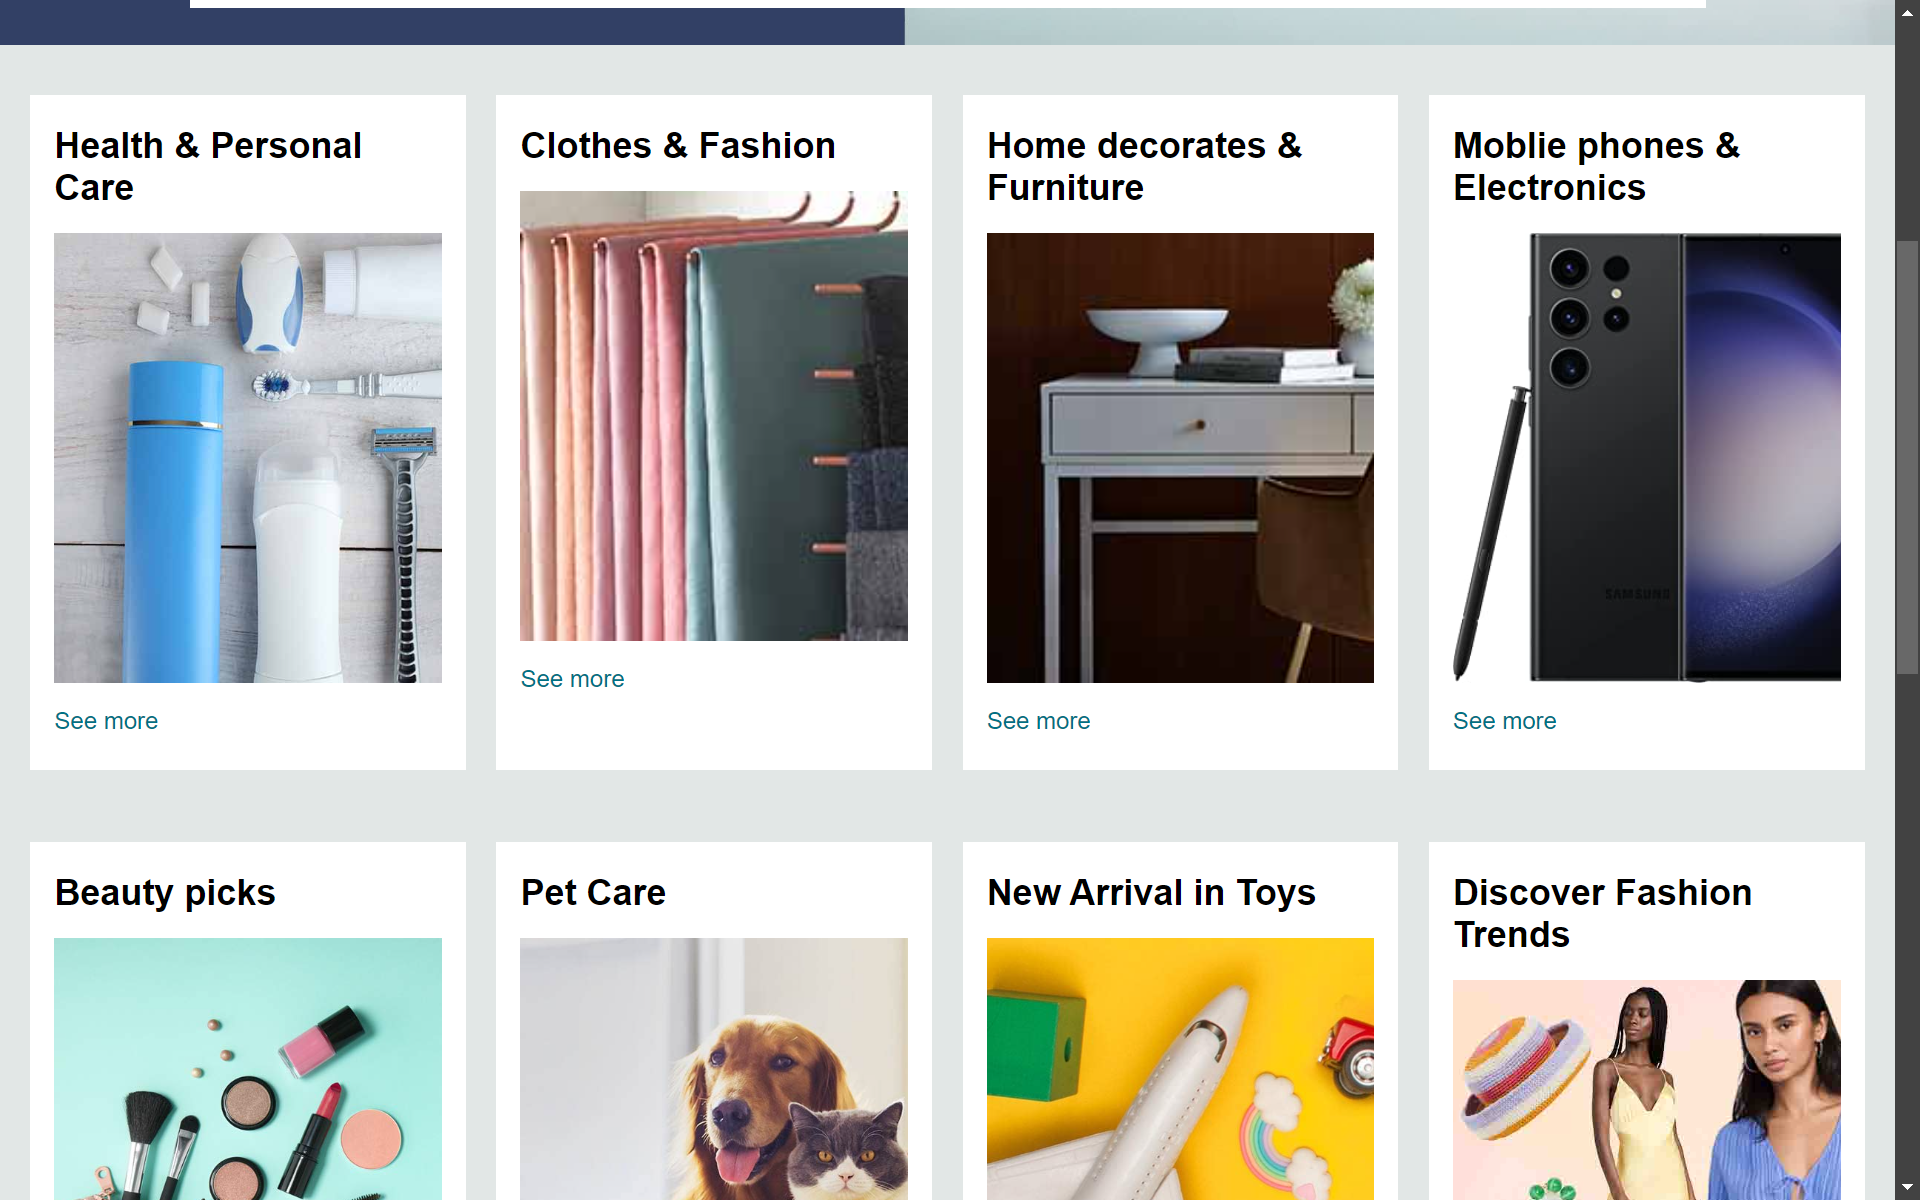 Health & Personal
Care
Clothes & Fashion
Home decorates &
Furniture
Moblie phones &
Electronics
SAMSUNG
See more
See more
See more
See more
Beauty picks
Pet Care
New Arrival in Toys
Discover Fashion
Trends